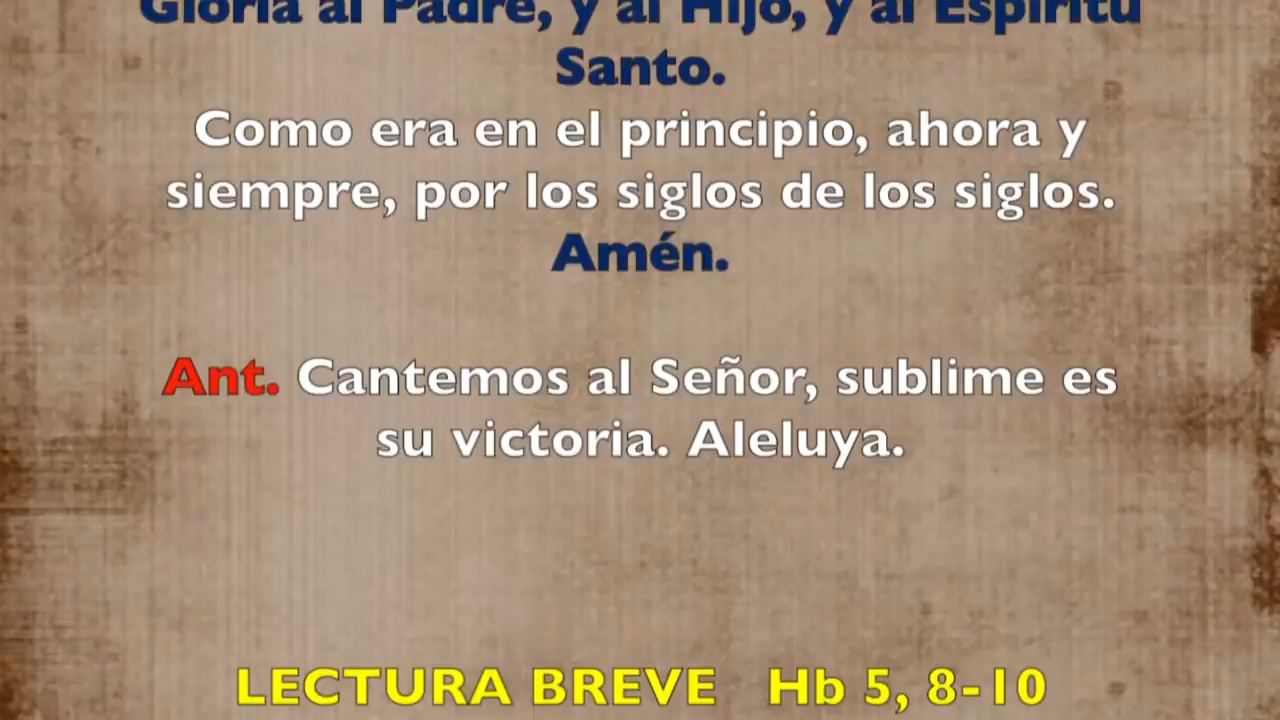 Gloria al Padre, y al Hijo, y al Espíritu
Santo.
Como era en el principio, ahora y
siempre, por los siglos de los siglos.
Amén.
Ant. Cantemos al Señor, sublime es
su victoria. Aleluya.
LECTURA BREVE Hb 5, 8-10